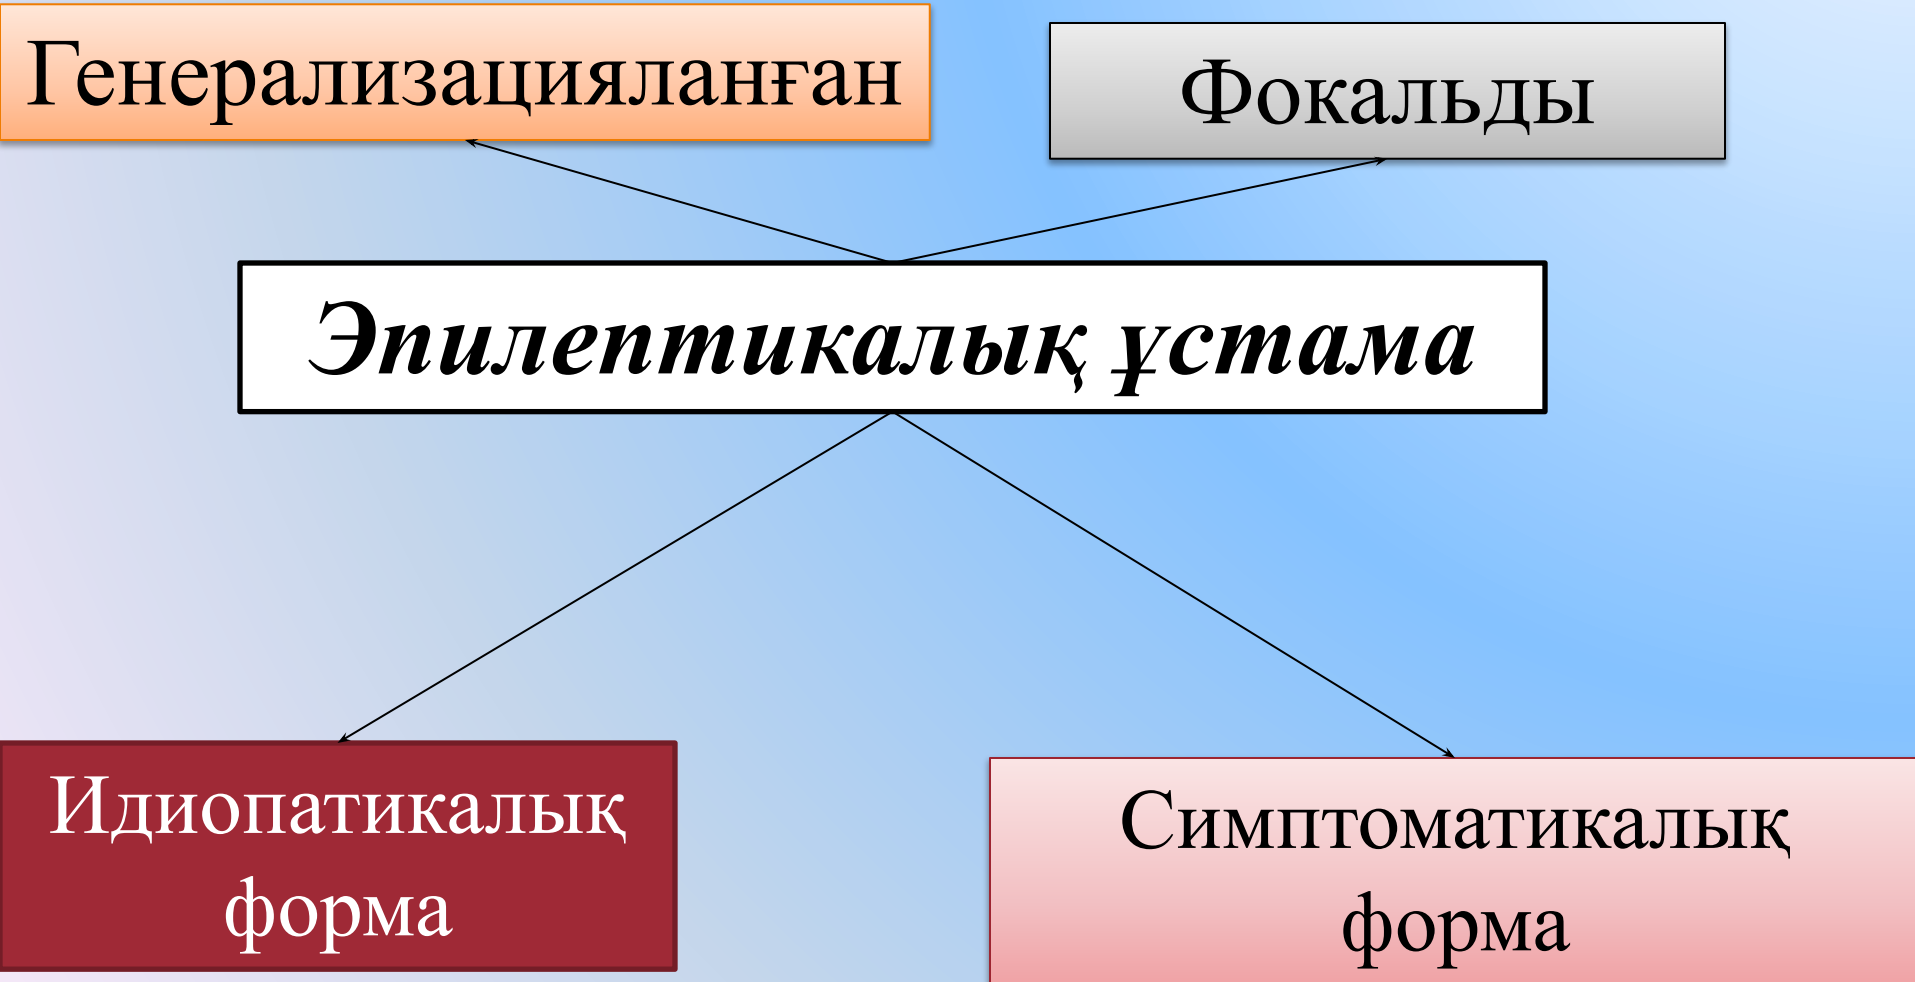 Генерализацияланған
Фокальды
Эпилептикалық ұстама
Идиопатикалық
форма
Симптоматикалық
форма